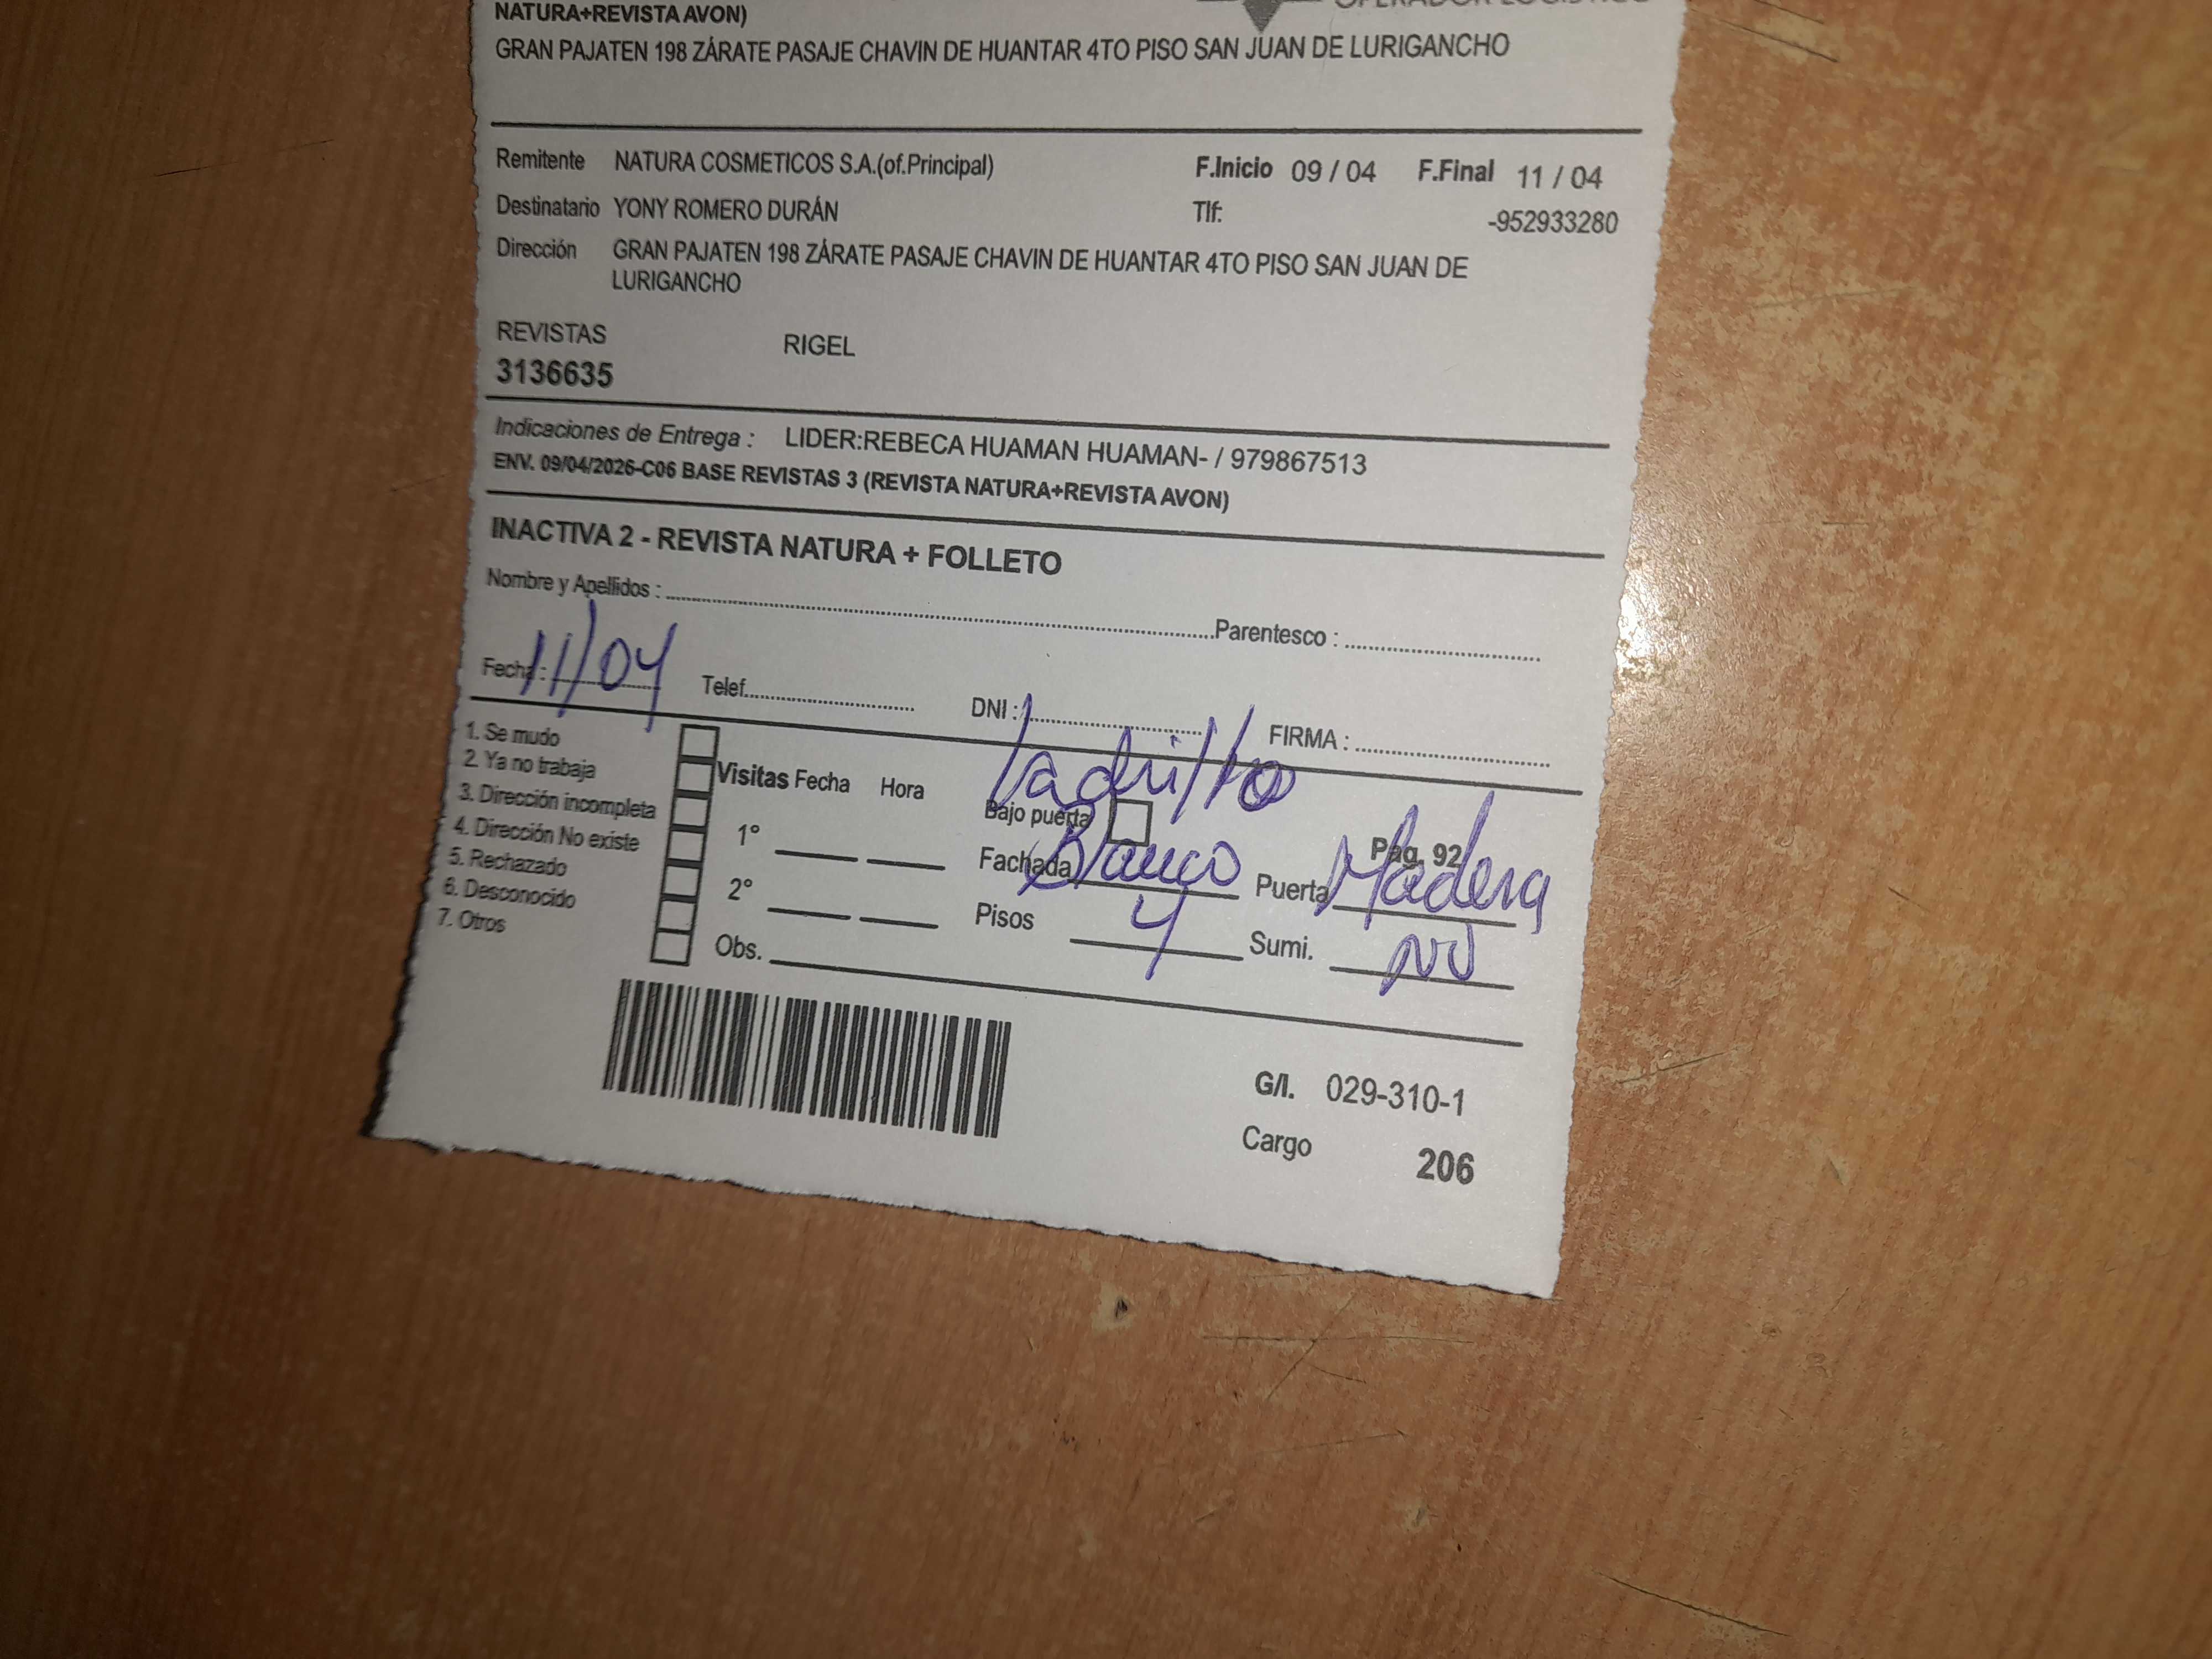 NATURA+REVISTA AVON)
OPERADOR LOGÍSTICO
GRAN PAJATEN 198 ZÁRATE PASAJE CHAVIN DE HUANTAR 4TO PISO SAN JUAN DE LURIGANCHO
Remitente NATURA COSMETICOS S.A.(of.Principal) F.Inicio 09 / 04 F.Final 11 / 04
Destinatario YONY ROMERO DURÁN Tlf: -952933280
Dirección GRAN PAJATEN 198 ZÁRATE PASAJE CHAVIN DE HUANTAR 4TO PISO SAN JUAN DE
LURIGANCHO
REVISTAS RIGEL
3136635
Indicaciones de Entrega : LIDER:REBECA HUAMAN HUAMAN- / 979867513
ENV. 09/04/2026-C06 BASE REVISTAS 3 (REVISTA NATURA+REVISTA AVON)
INACTIVA 2 - REVISTA NATURA + FOLLETO
Nombre y Apellidos : Parentesco :
Fecha : 11/04 Telef. DNI : FIRMA :
1. Se mudo
2. Ya no trabaja
3. Dirección incompleta
4. Dirección No existe
5. Rechazado
6. Desconocido
7. Otros
Visitas Fecha Hora
1°
2°
Obs.
Ladrillo
Bajo puerta Pag. 92
Fachada Blanco Puerta Madera
Pisos 4 Sumi. NO
G/I. 029-310-1
Cargo 206